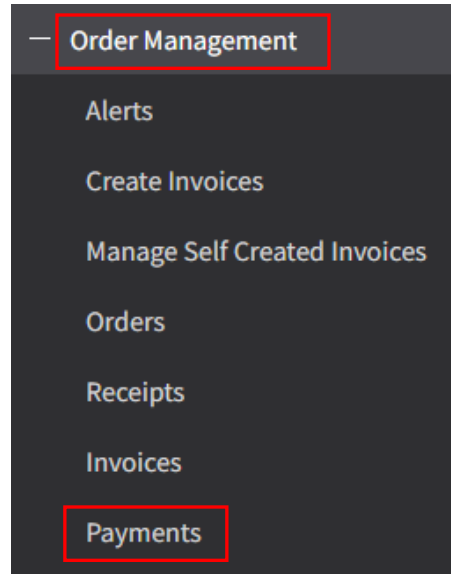 Order Management
Alerts
Create Invoices
Manage Self Created Invoices
Orders
Receipts
Invoices
Payments